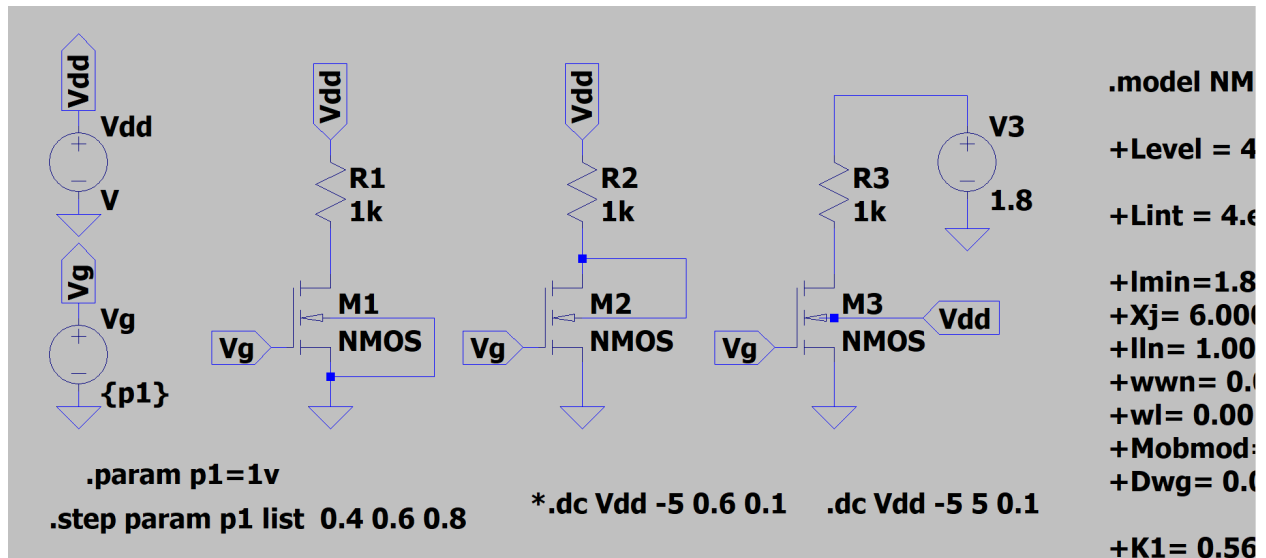 Vdd
Vdd
V
Vg
Vg
{p1}
Vdd
R1
1k
M1
NMOS
Vg
Vdd
R2
1k
M2
NMOS
Vg
R3
1k
V3
1.8
M3
NMOS
Vg
Vdd
.param p1=1v
.step param p1 list 0.4 0.6 0.8
*.dc Vdd -5 0.6 0.1
.dc Vdd -5 5 0.1
.model NM
+Level = 4
+Lint = 4.e
+lmin=1.8
+Xj= 6.000
+lln= 1.00
+wwn= 0.0
+wl= 0.00
+Mobmod=
+Dwg= 0.0
+K1= 0.56